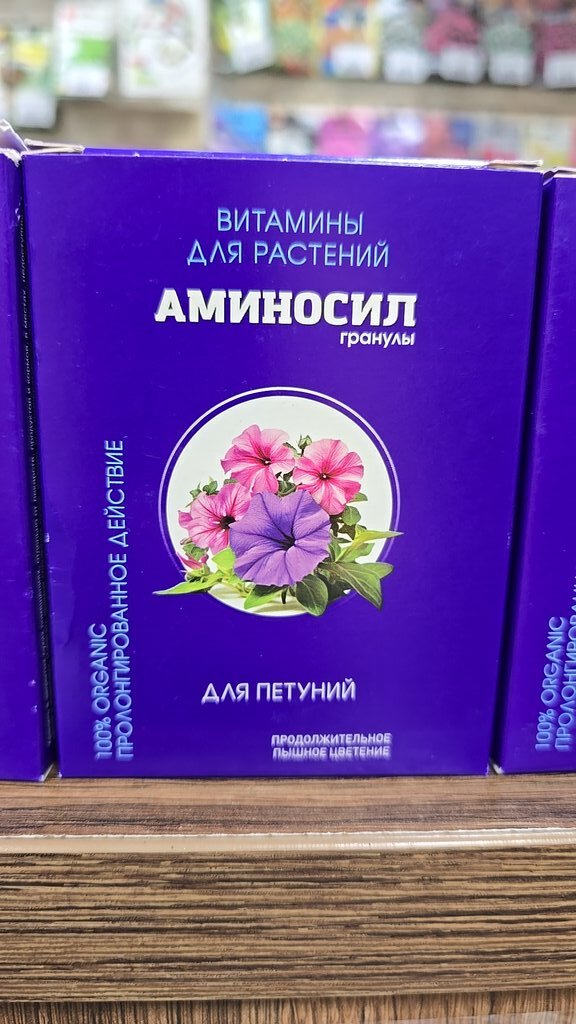 ВИТАМИНЫ
ДЛЯ РАСТЕНИЙ
АМИНОСИЛ
гранулы
100% ORGANIC
ПРОЛОНГИРОВАННОЕ ДЕЙСТВИЕ
ДЛЯ ПЕТУНИЙ
ПРОДОЛЖИТЕЛЬНОЕ
ПЫШНОЕ ЦВЕТЕНИЕ
100% ORGANIC